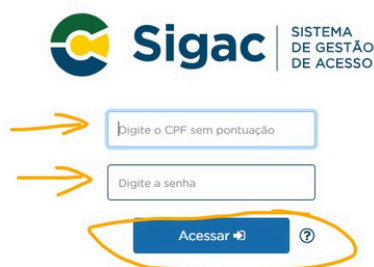 Sigac
SISTEMA
DE GESTÃO
DE ACESSO
Digite o CPF sem pontuação
Digite a senha
Acessar
?